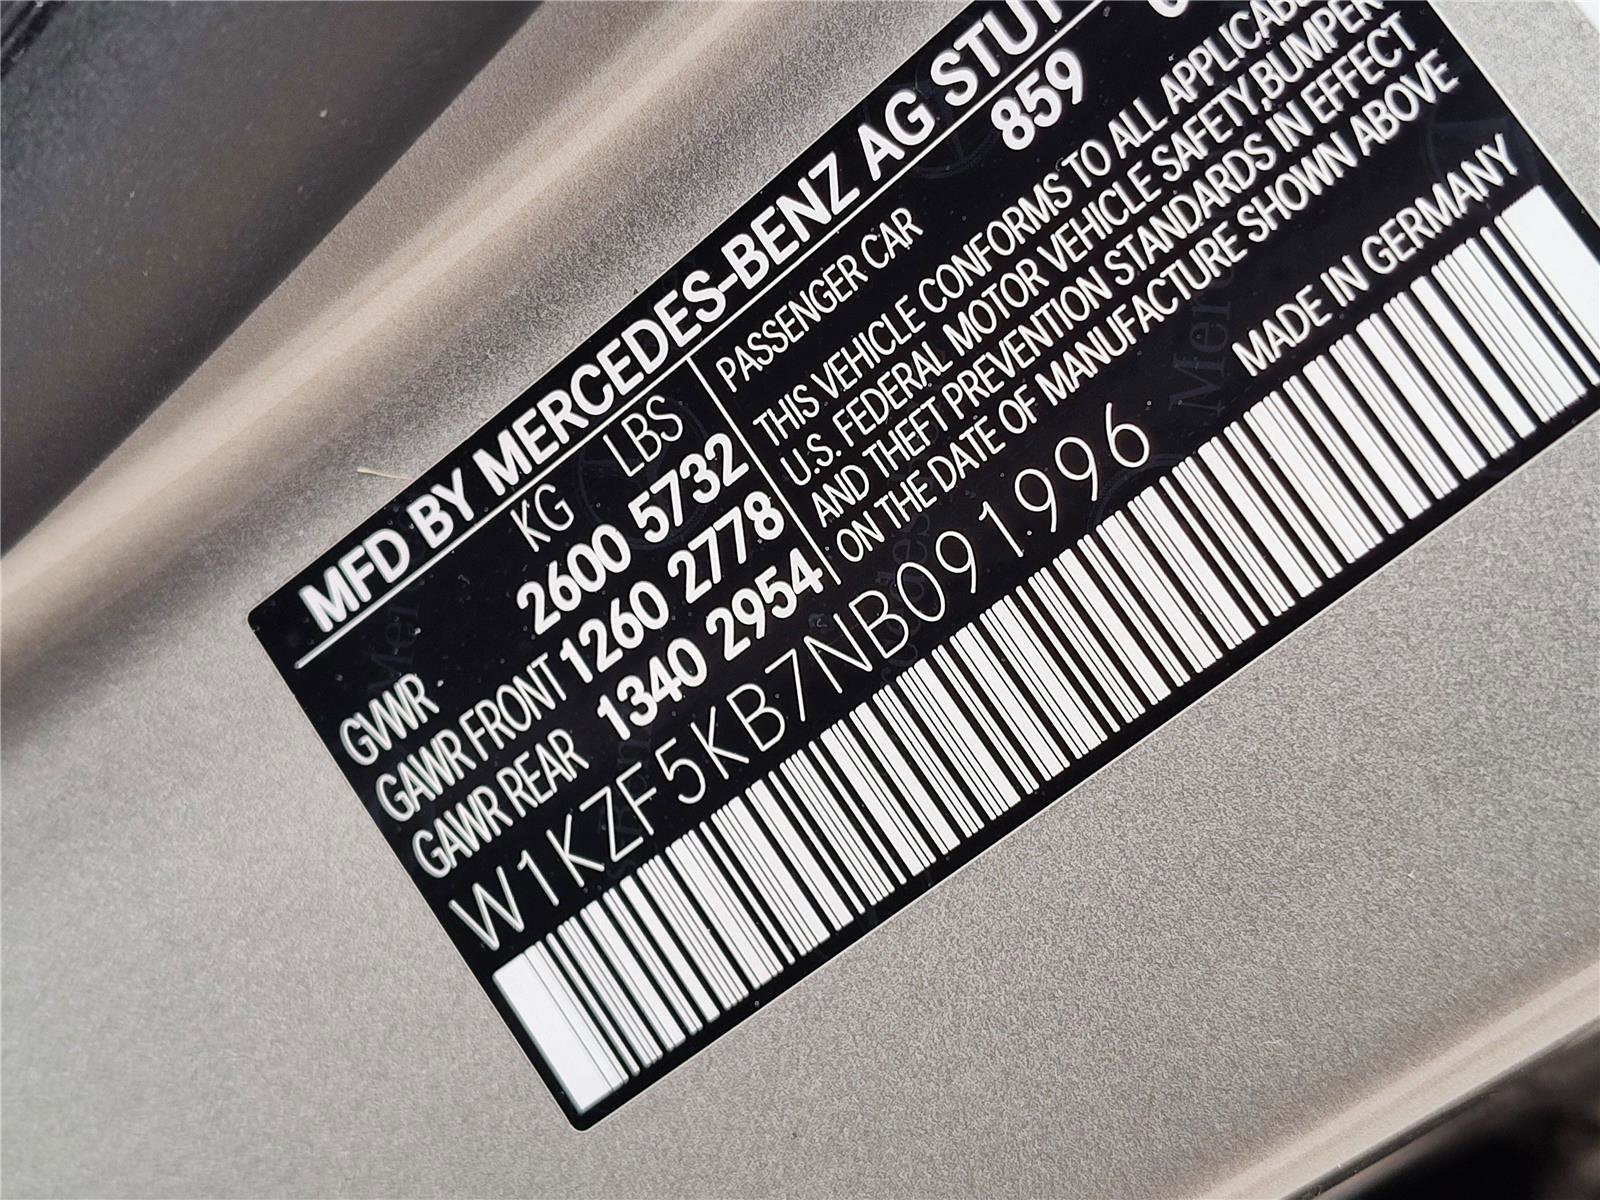 MFD BY MERCEDES-BENZ AG
859
KG LBS
GVWR 2600 5732
GAWR FRONT 1260 2778
GAWR REAR 1340 2954
PASSENGER CAR
THIS VEHICLE CONFORMS TO ALL
U.S. FEDERAL MOTOR VEHICLE SAFETY,BUMPER
AND THEFT PREVENTION STANDARDS IN EFFECT
ON THE DATE OF MANUFACTURE SHOWN ABOVE
W1KZF5KB7NB091996
MADE IN GERMANY